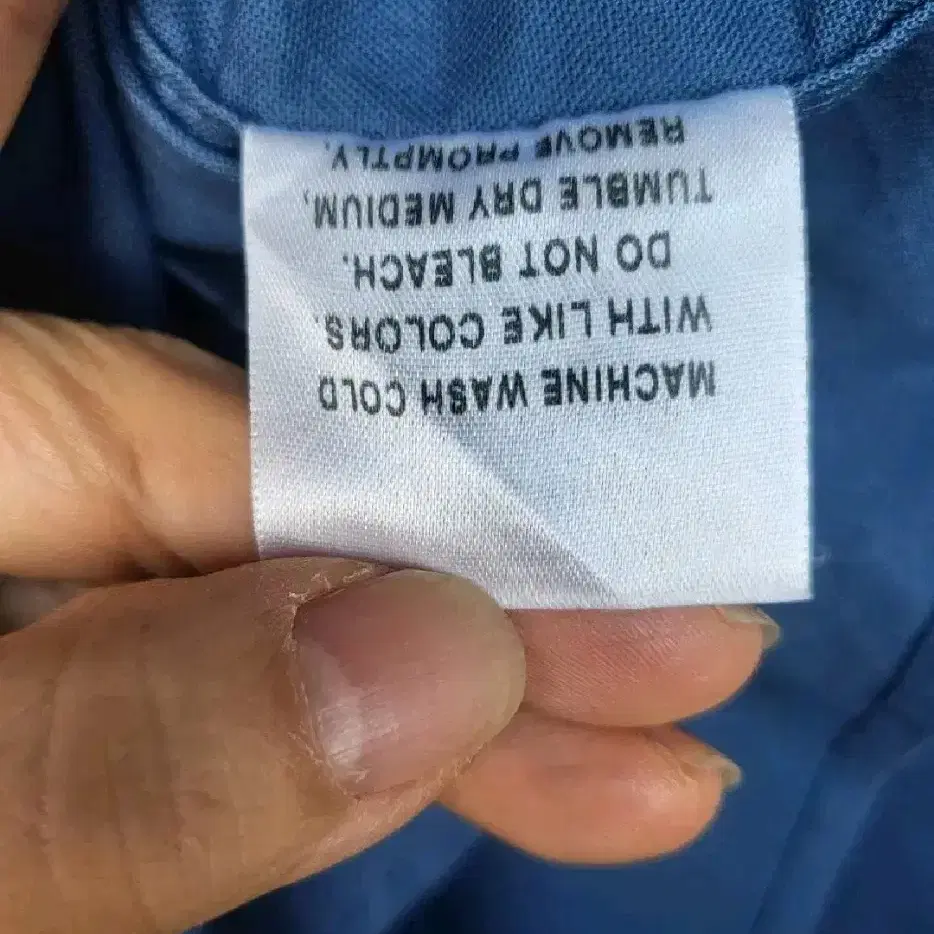 MACHINE WASH COLD
WITH LIKE COLORS.
DO NOT BLEACH.
TUMBLE DRY MEDIUM,
REMOVE PROMPTLY.